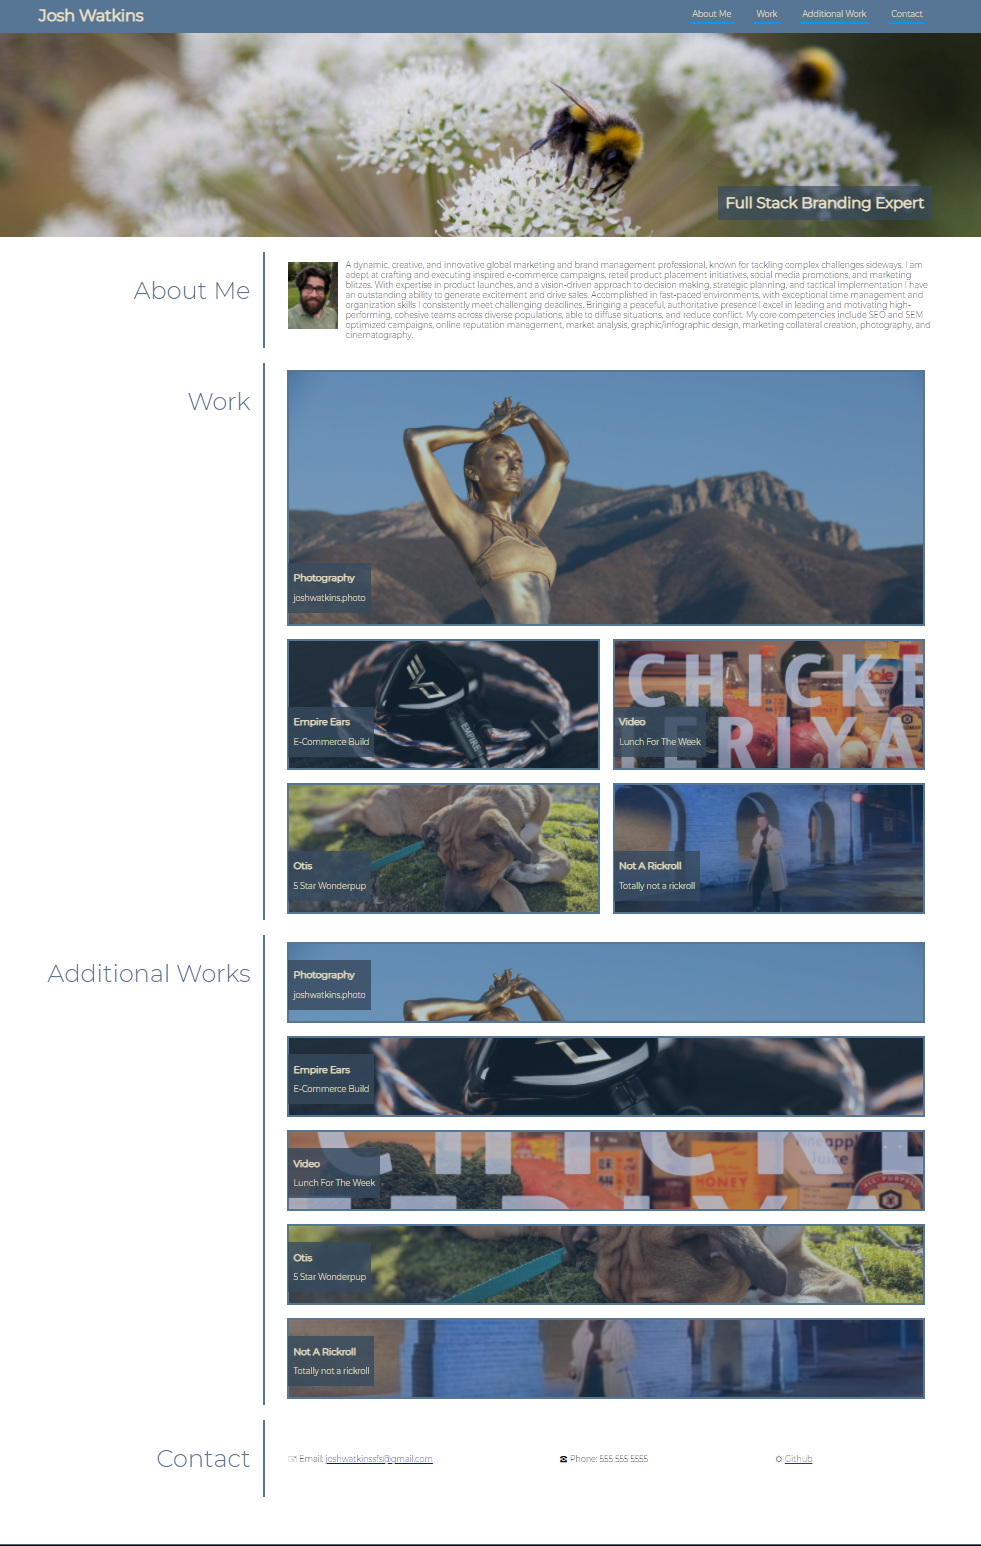 Josh Watkins
About Me
Work
Additional Work
Contact
Full Stack Branding Expert
About Me
A dynamic, creative, and innovative global marketing and brand management professional, known for tackling complex challenges sideways. I am
adept at crafting and executing inspired e-commerce campaigns, retail product placement initiatives, social media promotions, and marketing
blitzes. With expertise in product launches, and a vision-driven approach to decision making, strategic planning, and tactical implementation I have
an outstanding ability to generate excitement and drive sales. Accomplished in fast-paced environments, with exceptional time management and
organization skills I consistently meet challenging deadlines. Bringing a peaceful, authoritative presence I excel in leading and motivating high-
performing, cohesive teams across diverse populations, able to diffuse situations, and reduce conflict. My core competencies include SEO and SEM
optimized campaigns, online reputation management, market analysis, graphic/infographic design, marketing collateral creation, photography, and
cinematography.
Work
Photography
joshwatkins.photo
EMPIRE
Empire Ears
E-Commerce Build
CHICKE
ERIYA
Video
Lunch For The Week
Otis
5 Star Wonderpup
Not A Rickroll
Totally not a rickroll
Additional Works
Photography
joshwatkins.photo
Empire Ears
E-Commerce Build
Juice
HONEY
Video
Lunch For The Week
Otis
5 Star Wonderpup
Not A Rickroll
Totally not a rickroll
Contact
Email: joshwatkinssfs@gmail.com
Phone: 555 555 5555
Github